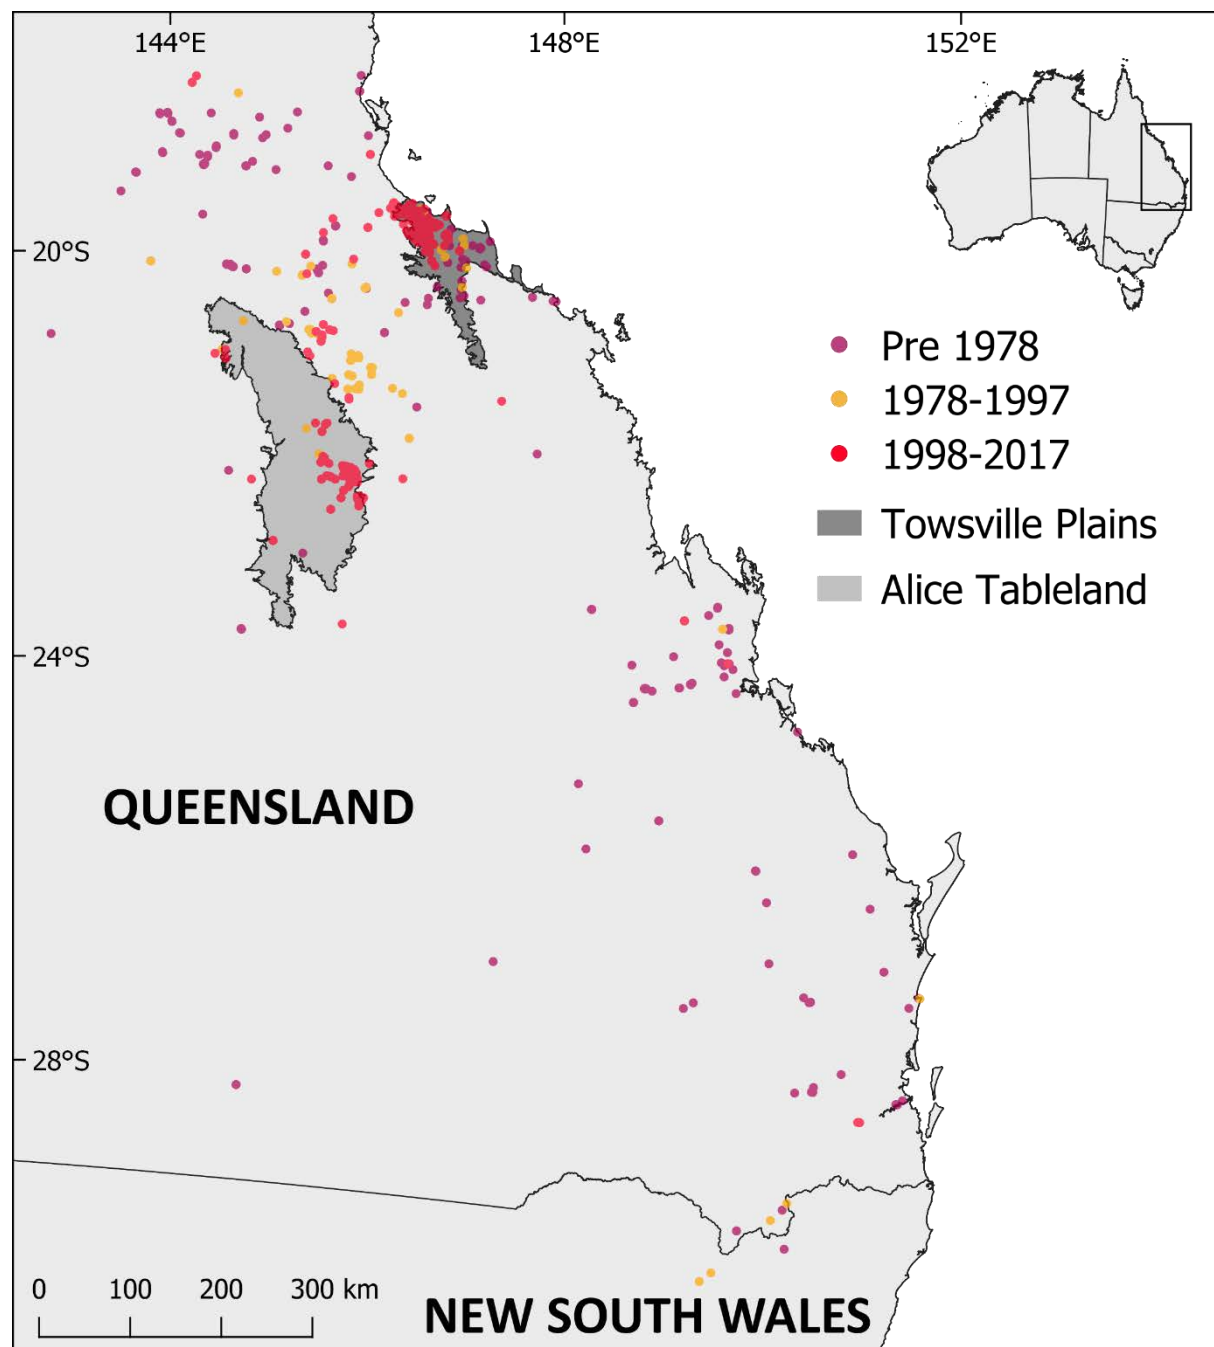 144°E 148°E 152°E
20°S
Pre 1978
1978-1997
1998-2017
Towsville Plains
Alice Tableland
24°S
QUEENSLAND
28°S
0 100 200 300 km
NEW SOUTH WALES